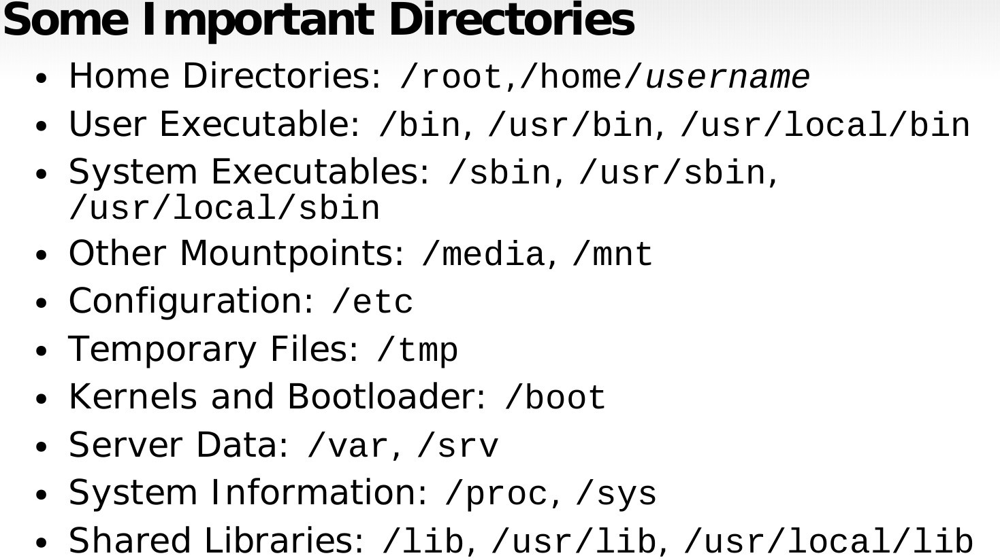 Some Important Directories
• Home Directories: /root,/home/username
• User Executable: /bin, /usr/bin, /usr/local/bin
• System Executables: /sbin, /usr/sbin,
/usr/local/sbin
• Other Mountpoints: /media, /mnt
• Configuration: /etc
• Temporary Files: /tmp
• Kernels and Bootloader: /boot
• Server Data: /var, /srv
• System Information: /proc, /sys
• Shared Libraries: /lib, /usr/lib, /usr/local/lib